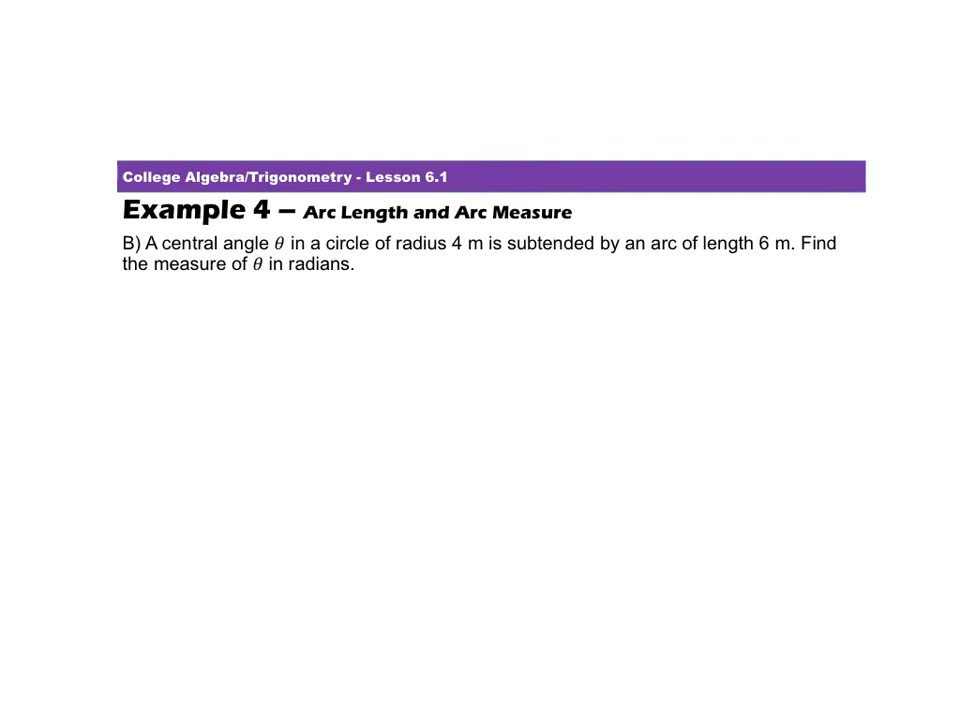 College Algebra/Trigonometry - Lesson 6.1
Example 4 – Arc Length and Arc Measure
B) A central angle 𝜃 in a circle of radius 4 m is subtended by an arc of length 6 m. Find
the measure of 𝜃 in radians.